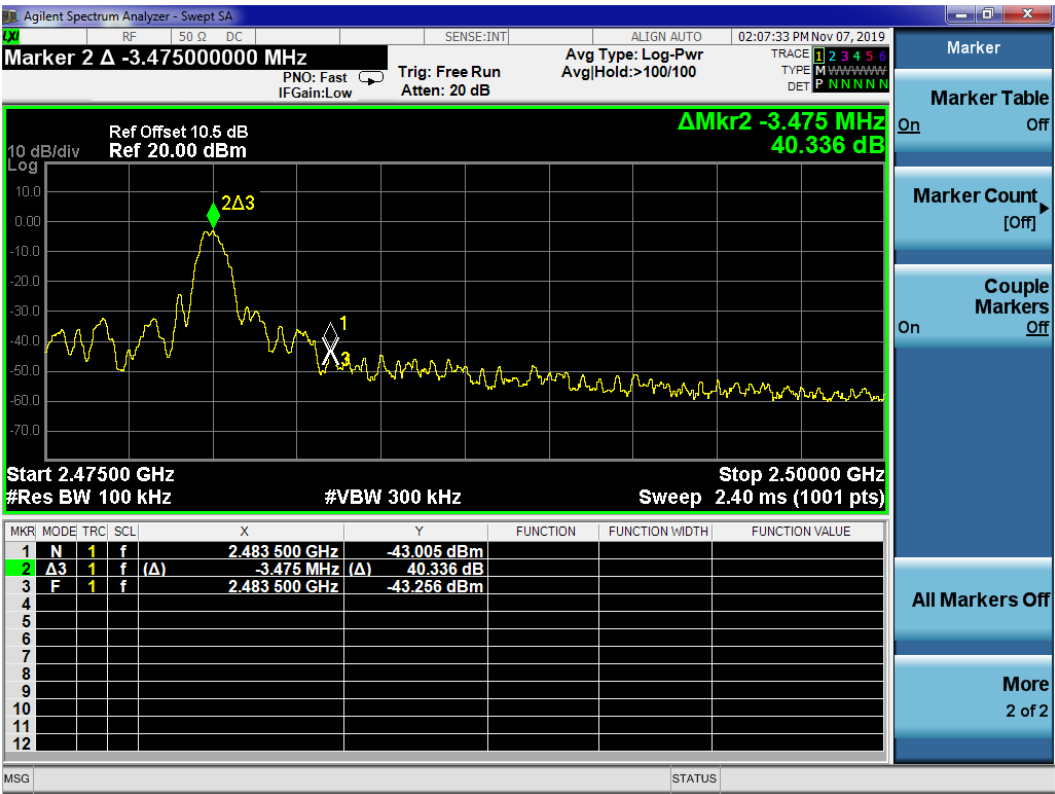 Agilent Spectrum Analyzer - Swept SA
LXI RF 50 Ω DC SENSE:INT ALIGN AUTO 02:07:33 PM Nov 07, 2019
Marker 2 Δ -3.475000000 MHz
PNO: Fast
IFGain:Low
Trig: Free Run
Atten: 20 dB
Avg Type: Log-Pwr
Avg|Hold:>100/100
TRACE 1 2 3 4 5 6
TYPE M WWWWW
DET P N N N N N
Ref Offset 10.5 dB
10 dB/div Ref 20.00 dBm
Log
ΔMkr2 -3.475 MHz
40.336 dB
10.0
0.00
-10.0
-20.0
-30.0
-40.0
-50.0
-60.0
-70.0
2Δ3
1
3
Start 2.47500 GHz Stop 2.50000 GHz
#Res BW 100 kHz #VBW 300 kHz Sweep 2.40 ms (1001 pts)
MKR MODE TRC SCL X Y FUNCTION FUNCTION WIDTH FUNCTION VALUE
1 N 1 f 2.483 500 GHz -43.005 dBm
2 Δ3 1 f (Δ) -3.475 MHz (Δ) 40.336 dB
3 F 1 f 2.483 500 GHz -43.256 dBm
4
5
6
7
8
9
10
11
12
MSG STATUS
Marker
Marker Table
On Off
Marker Count
[Off]
Couple
Markers
On Off
All Markers Off
More
2 of 2